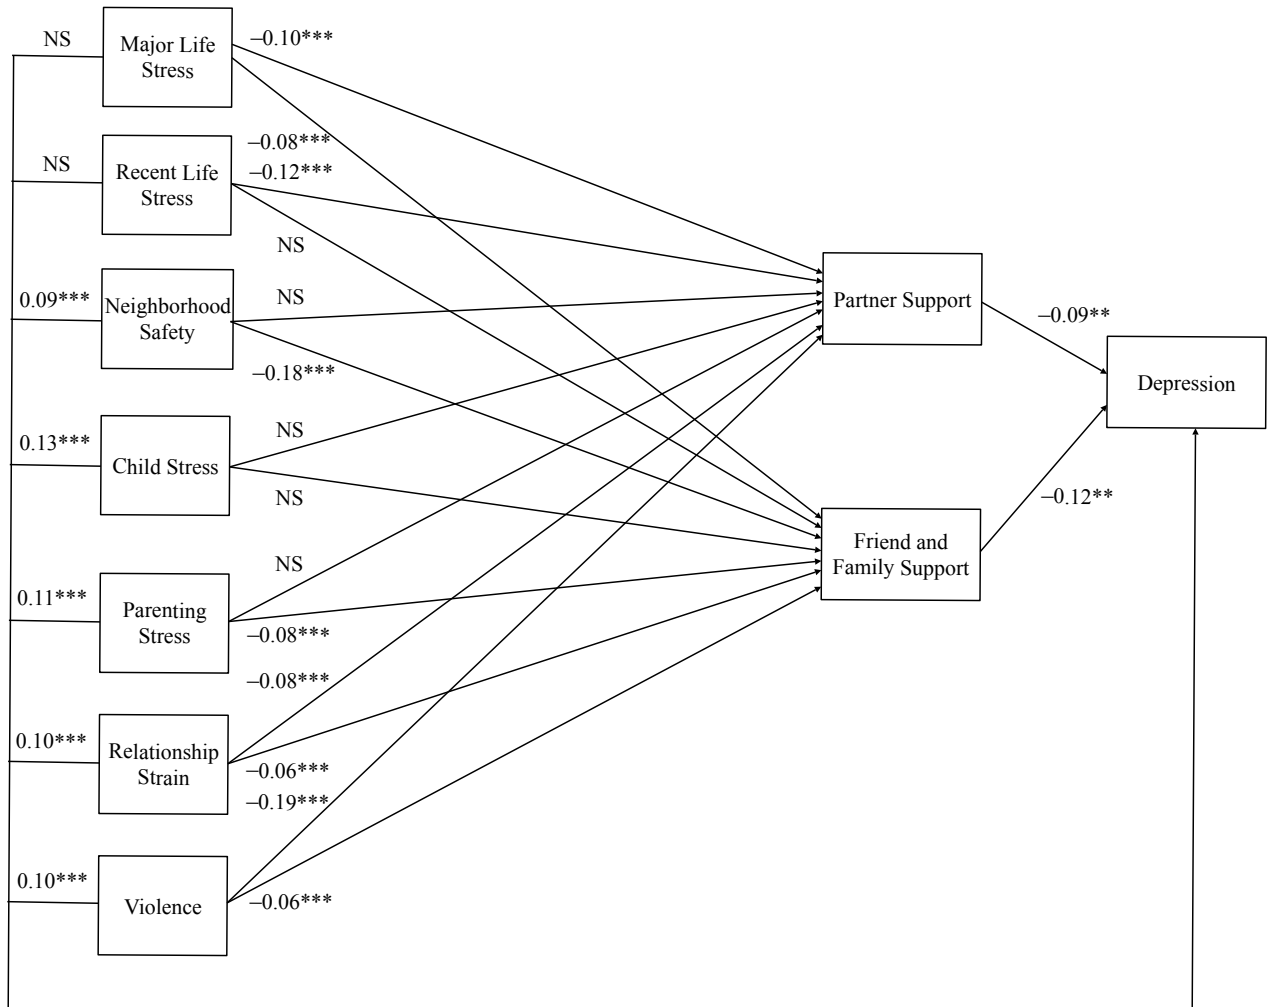 NS
Major Life
Stress
–0.10***
–0.08***
NS
Recent Life
Stress
–0.12***
NS
0.09***
Neighborhood
Safety
NS
–0.18***
Partner Support
–0.09**
Depression
0.13***
Child Stress
NS
NS
Friend and
Family Support
–0.12**
0.11***
Parenting
Stress
NS
–0.08***
–0.08***
0.10***
Relationship
Strain
–0.06***
–0.19***
0.10***
Violence
–0.06***